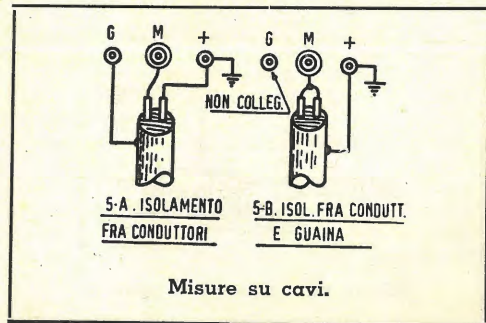 G M + G M +
NON COLLEG.
5-A. ISOLAMENTO
FRA CONDUTTORI
5-B. ISOL. FRA CONDUTT.
E GUAINA
Misure su cavi.